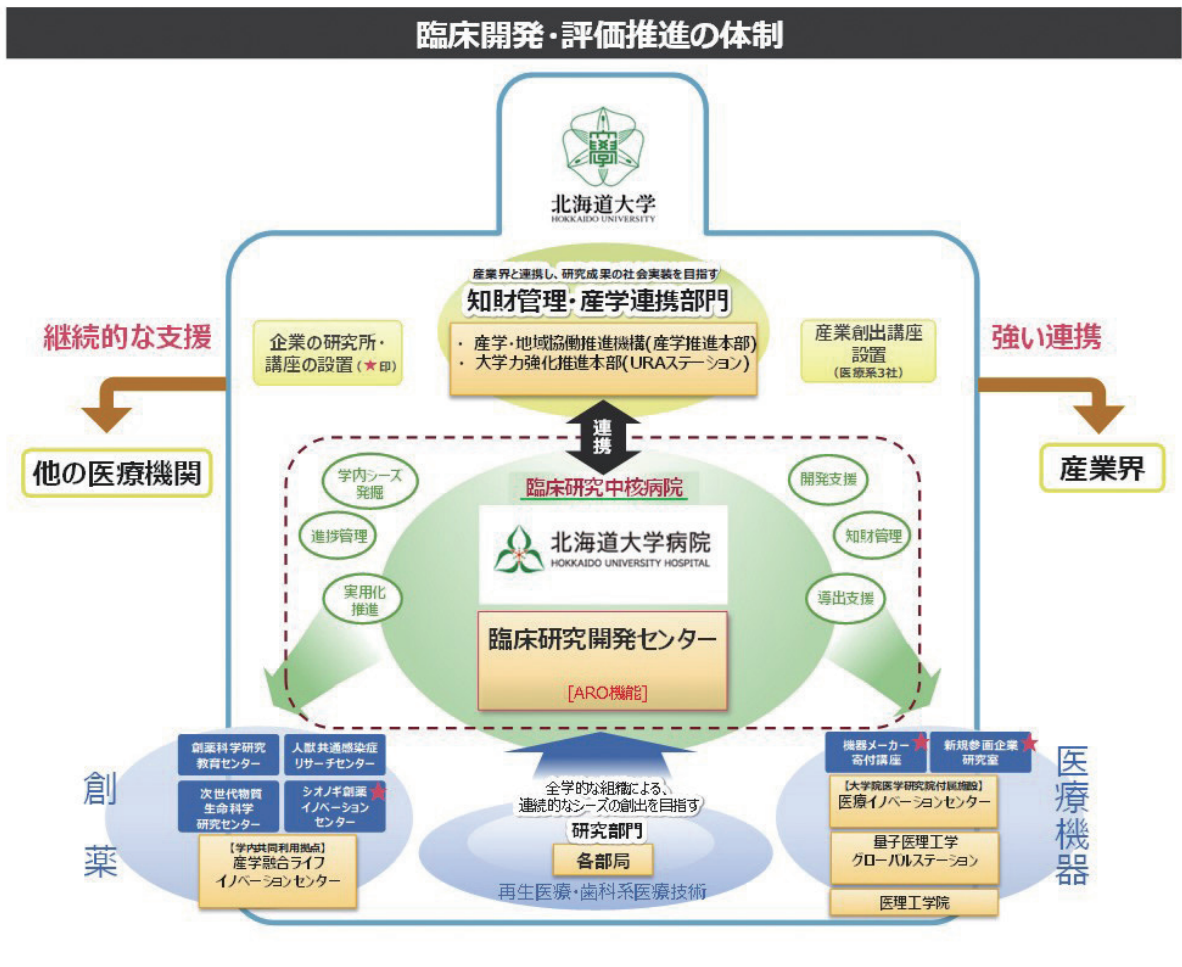 臨床開発・評価推進の体制
北海道大学
HOKKAIDO UNIVERSITY
産業界と連携し、研究成果の社会実装を目指す
知財管理・産学連携部門
・ 産学・地域協働推進機構(産学推進本部)
・ 大学力強化推進本部(URAステーション)
継続的な支援
企業の研究所・
講座の設置(★印)
産業創出講座
設置
(医療系3社)
強い連携
他の医療機関
産業界
連携
学内シーズ
発掘
進捗管理
実用化
推進
臨床研究中核病院
北海道大学病院
HOKKAIDO UNIVERSITY HOSPITAL
臨床研究開発センター
[ARO機能]
開発支援
知財管理
導出支援
創薬
創薬科学研究
教育センター
人獣共通感染症
リサーチセンター
次世代物質
生命科学
研究センター
シオノギ創薬★
イノベーション
センター
【学内共同利用拠点】
産学融合ライフ
イノベーションセンター
全学的な組織による、
連続的なシーズの創出を目指す
研究部門
各部局
再生医療・歯科系医療技術
機器メーカー★
寄付講座
新規参画企業★
研究室
【大学院医学研究院付属施設】
医療イノベーションセンター
量子医理工学
グローバルステーション
医理工学院
医療機器